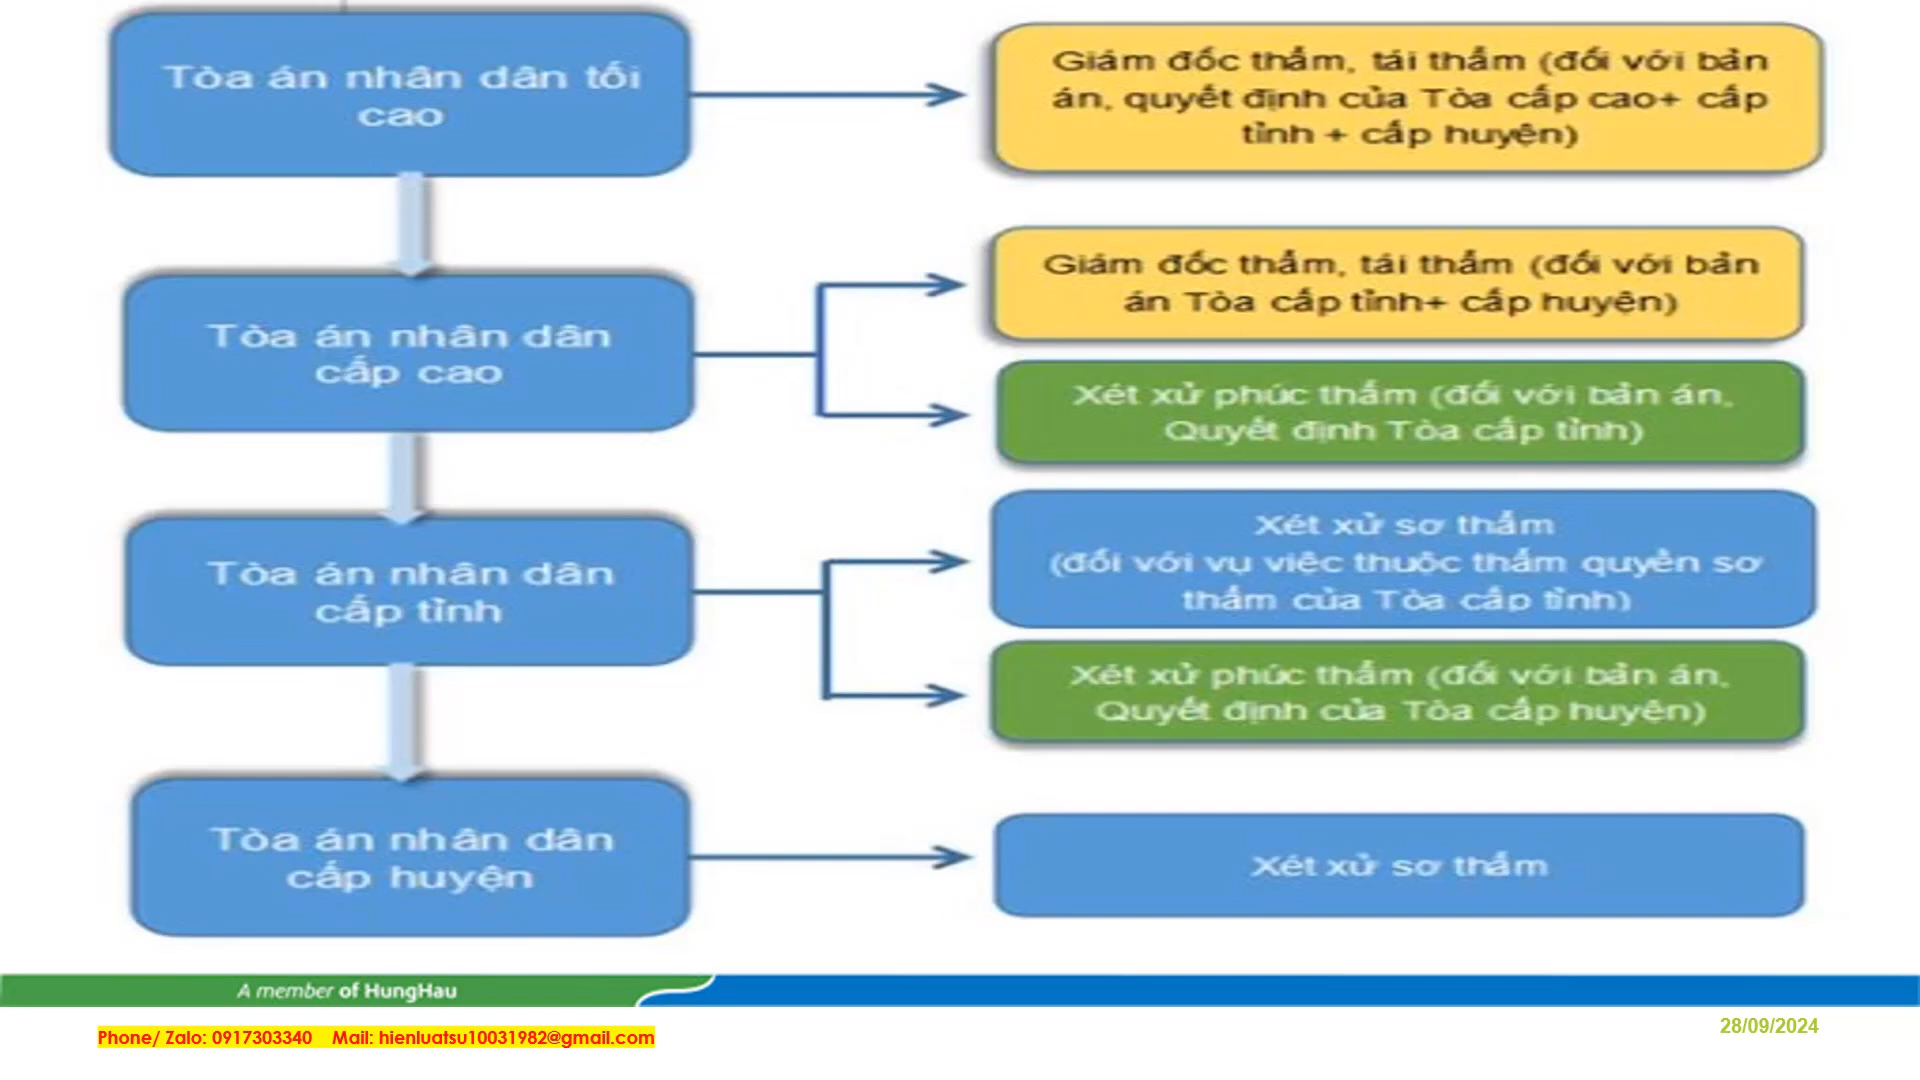 Tòa án nhân dân tối
cao
Giám đốc thẩm, tái thẩm (đối với bản
án, quyết định của Tòa cấp cao+ cấp
tỉnh + cấp huyện)
Tòa án nhân dân
cấp cao
Giám đốc thẩm, tái thẩm (đối với bản
án Tòa cấp tỉnh+ cấp huyện)
Xét xử phúc thẩm (đối với bản án,
Quyết định Tòa cấp tỉnh)
Tòa án nhân dân
cấp tỉnh
Xét xử sơ thẩm
(đối với vụ việc thuộc thẩm quyền sơ
thẩm của Tòa cấp tỉnh)
Xét xử phúc thẩm (đối với bản án,
Quyết định của Tòa cấp huyện)
Tòa án nhân dân
cấp huyện
Xét xử sơ thẩm
A member of HungHau
Phone/ Zalo: 0917303340 Mail: hienluatsu10031982@gmail.com
28/09/2024